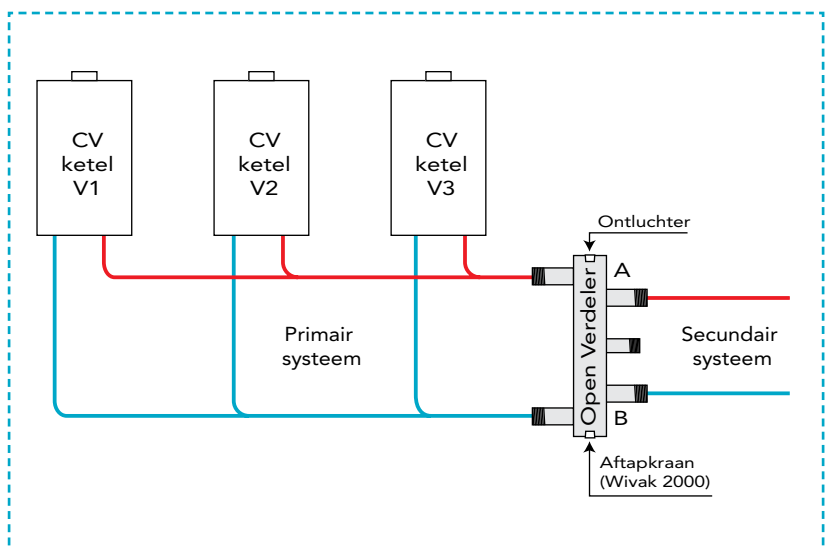 CV
ketel
V1
CV
ketel
V2
CV
ketel
V3
Ontluchter
A
Primair
systeem
Open Verdeler
Secundair
systeem
B
Aftapkraan
(Wivak 2000)